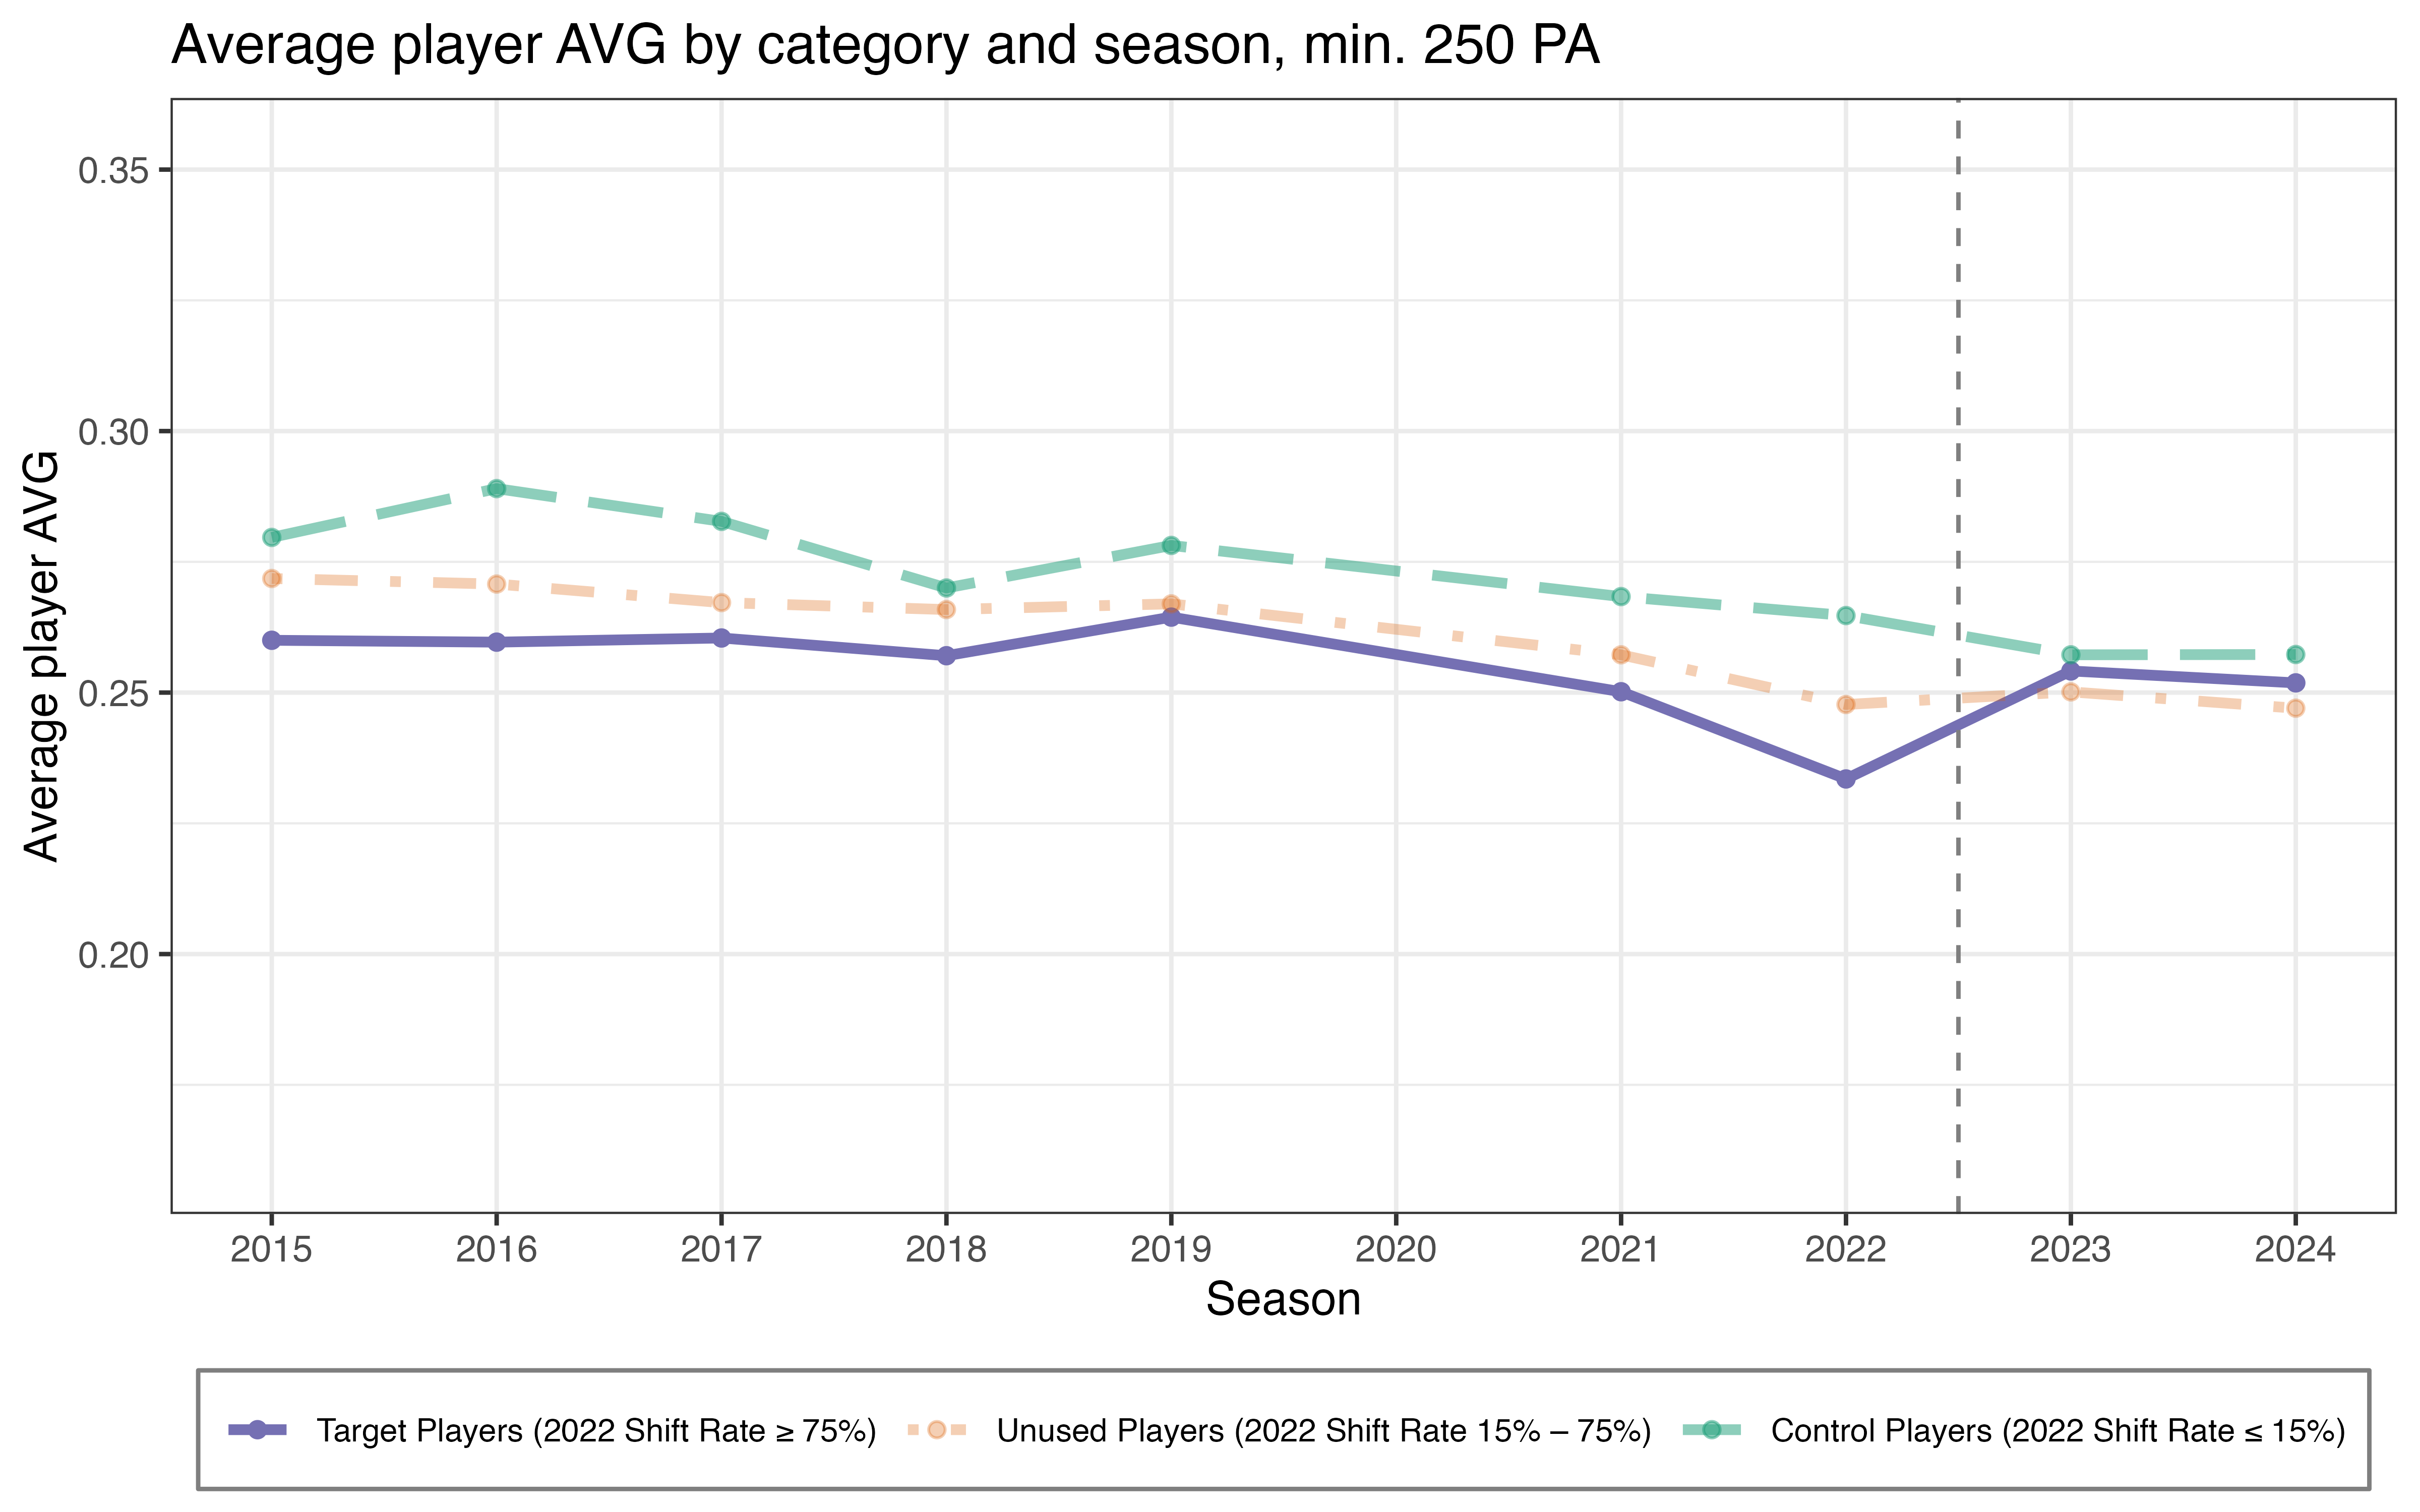 Average player AVG by category and season, min. 250 PA
Average player AVG
0.35
0.30
0.25
0.20
2015 2016 2017 2018 2019 2020 2021 2022 2023 2024
Season
Target Players (2022 Shift Rate ≥ 75%) Unused Players (2022 Shift Rate 15% – 75%) Control Players (2022 Shift Rate ≤ 15%)